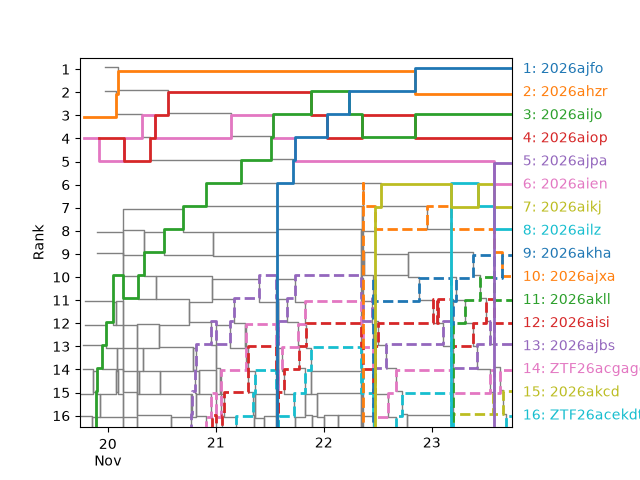 1
2
3
4
5
6
7
8
9
10
11
12
13
14
15
16
Rank
20
21
22
23
Nov
1: 2026ajfo
2: 2026ahzr
3: 2026aijo
4: 2026aiop
5: 2026ajpa
6: 2026aien
7: 2026aikj
8: 2026ailz
9: 2026akha
10: 2026ajxa
11: 2026akll
12: 2026aisi
13: 2026ajbs
14: ZTF26acgag
15: 2026akcd
16: ZTF26acekd